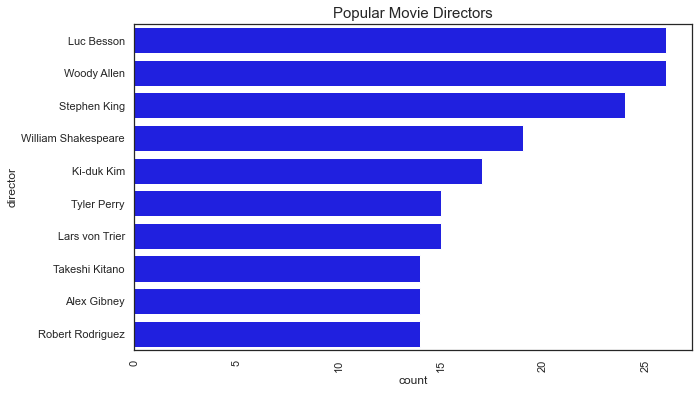 Popular Movie Directors
director
Luc Besson
Woody Allen
Stephen King
William Shakespeare
Ki-duk Kim
Tyler Perry
Lars von Trier
Takeshi Kitano
Alex Gibney
Robert Rodriguez
0 5 10 15 20 25
count